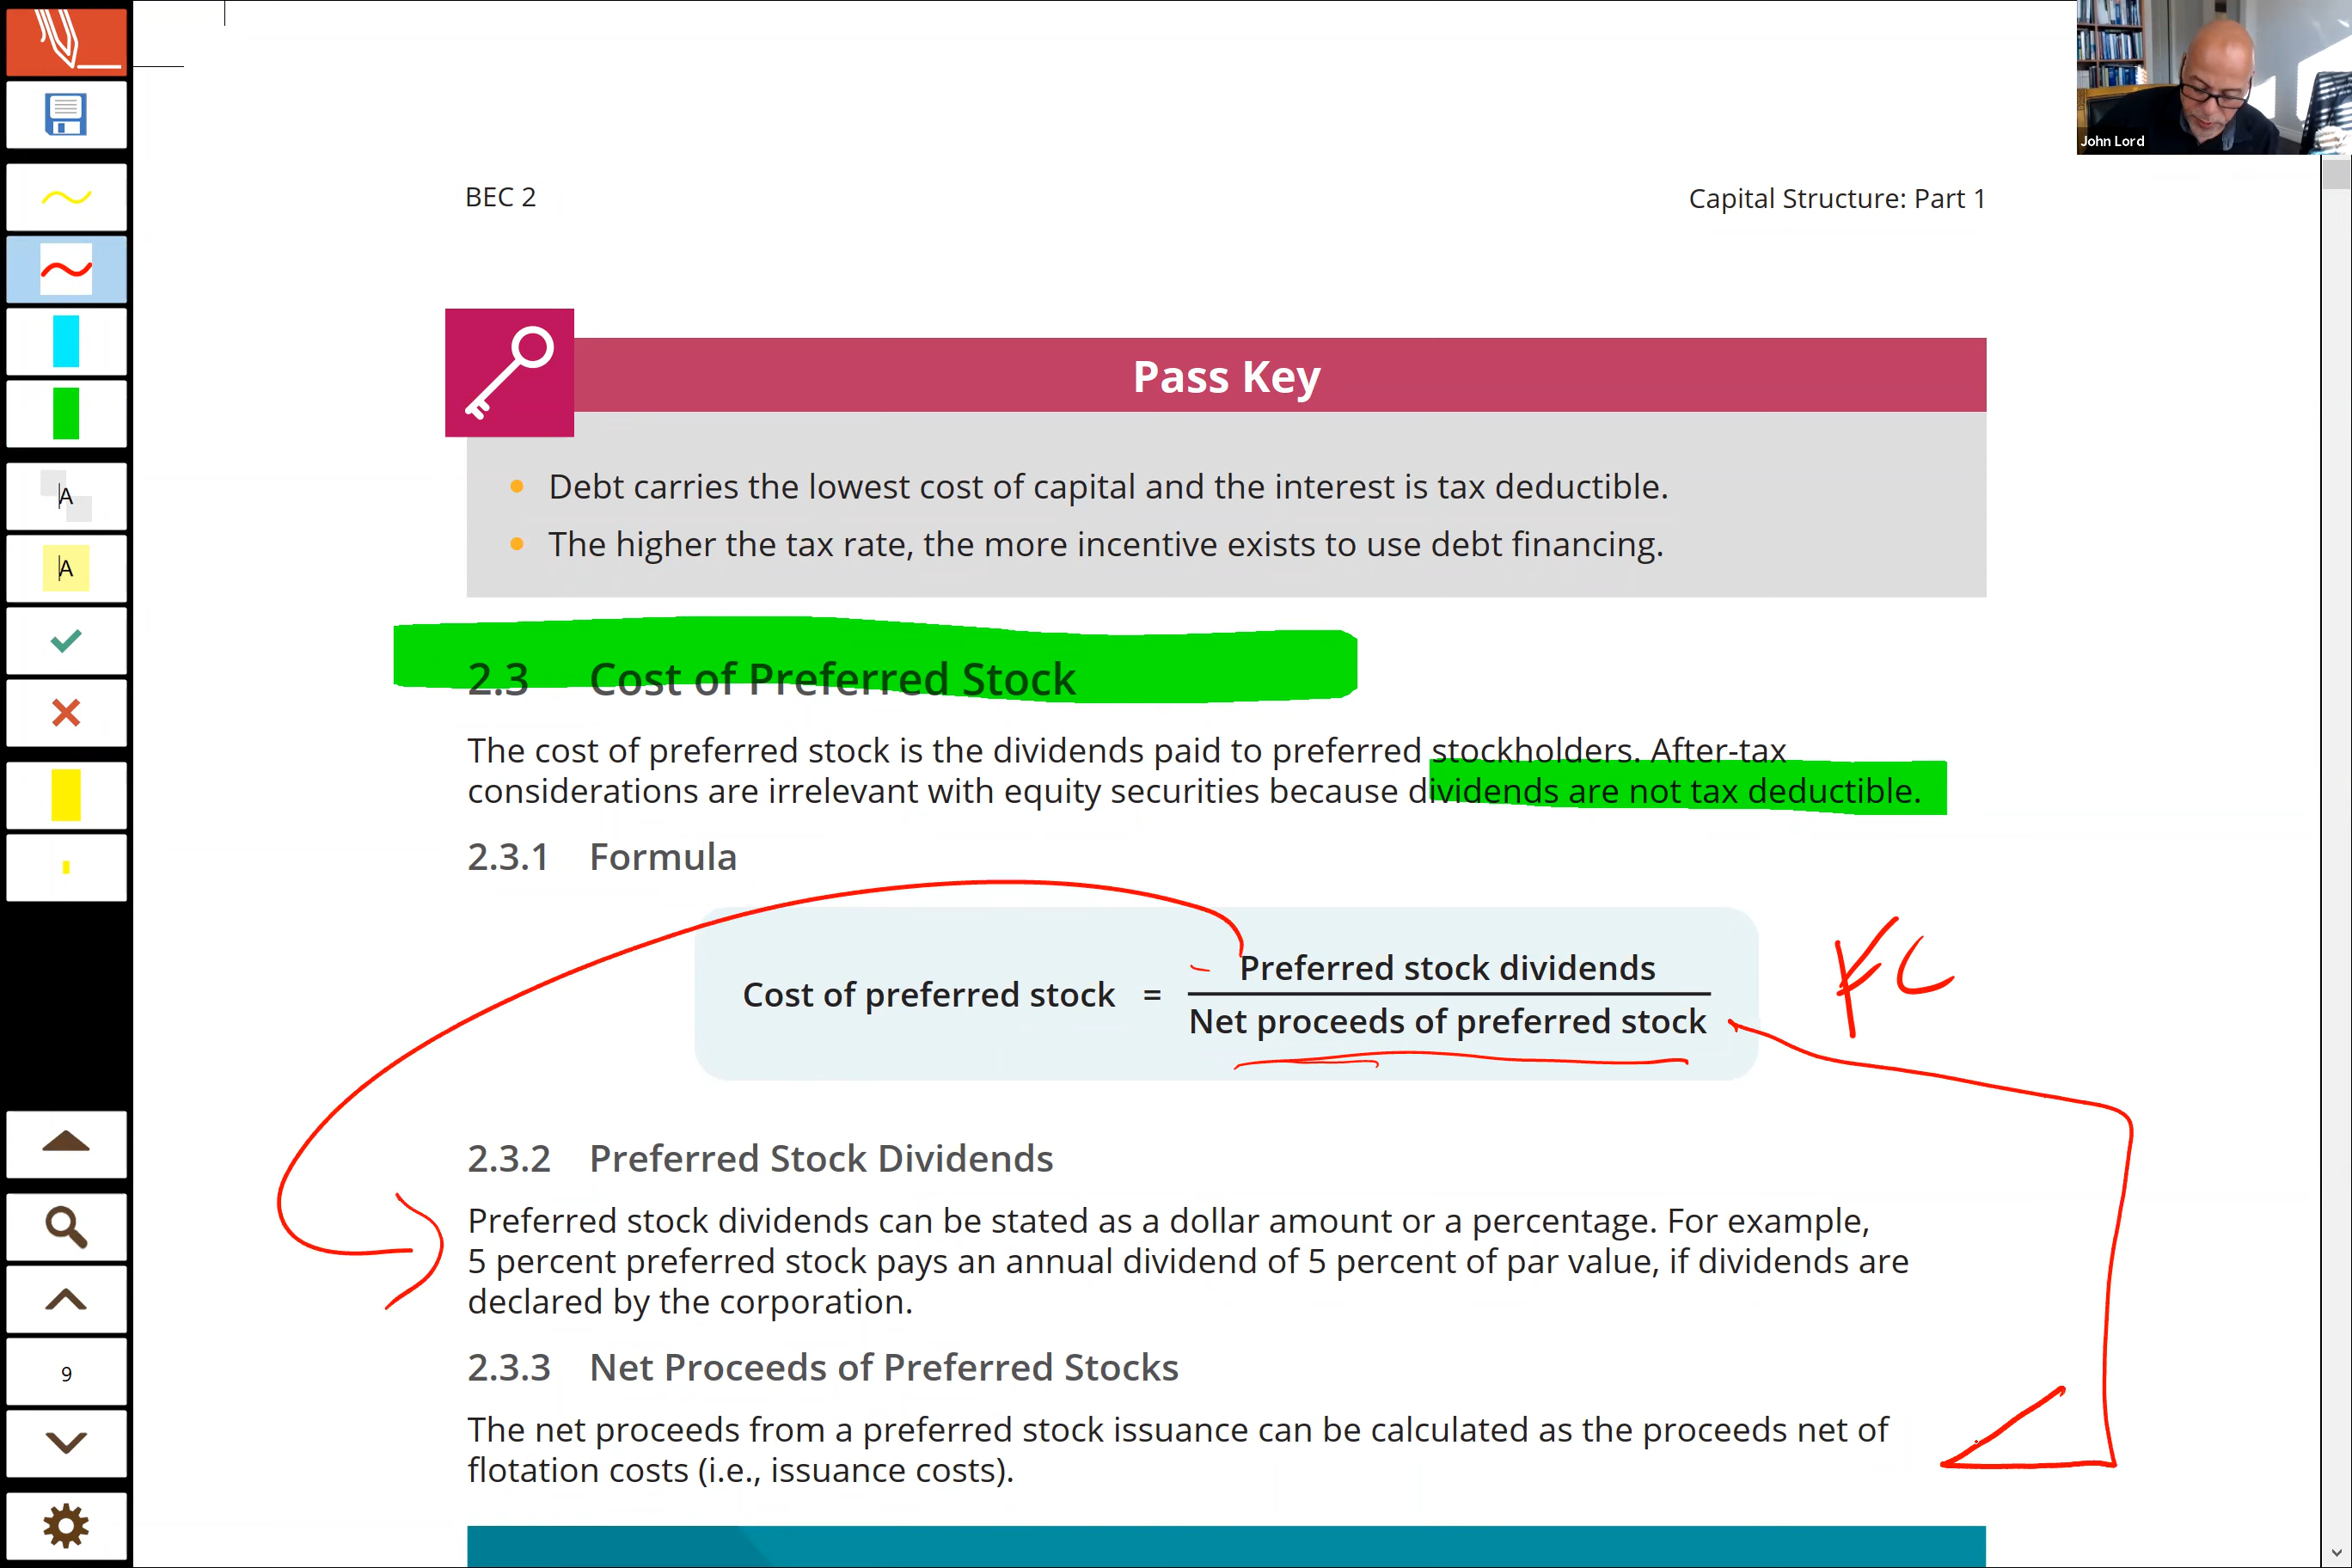 John Lord
BEC 2
Capital Structure: Part 1
Pass Key
Debt carries the lowest cost of capital and the interest is tax deductible.
The higher the tax rate, the more incentive exists to use debt financing.
2.3 Cost of Preferred Stock
The cost of preferred stock is the dividends paid to preferred stockholders. After-tax
considerations are irrelevant with equity securities because dividends are not tax deductible.
2.3.1 Formula
Cost of preferred stock = Preferred stock dividends
Net proceeds of preferred stock
2.3.2 Preferred Stock Dividends
Preferred stock dividends can be stated as a dollar amount or a percentage. For example,
5 percent preferred stock pays an annual dividend of 5 percent of par value, if dividends are
declared by the corporation.
2.3.3 Net Proceeds of Preferred Stocks
The net proceeds from a preferred stock issuance can be calculated as the proceeds net of
flotation costs (i.e., issuance costs).
A
A
9